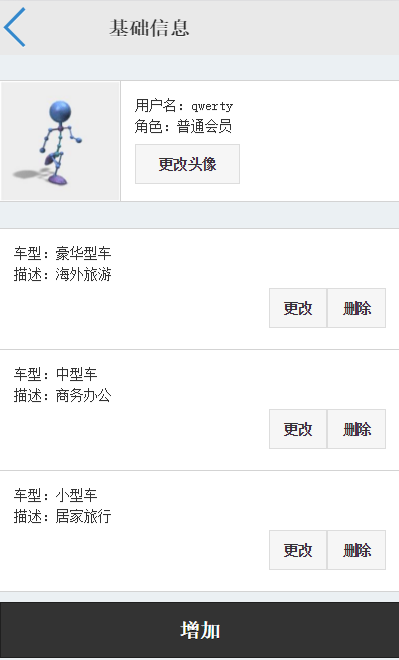 基础信息
用户名：qwerty
角色：普通会员
更改头像
车型：豪华型车
描述：海外旅游
更改 删除
车型：中型车
描述：商务办公
更改 删除
车型：小型车
描述：居家旅行
更改 删除
增加